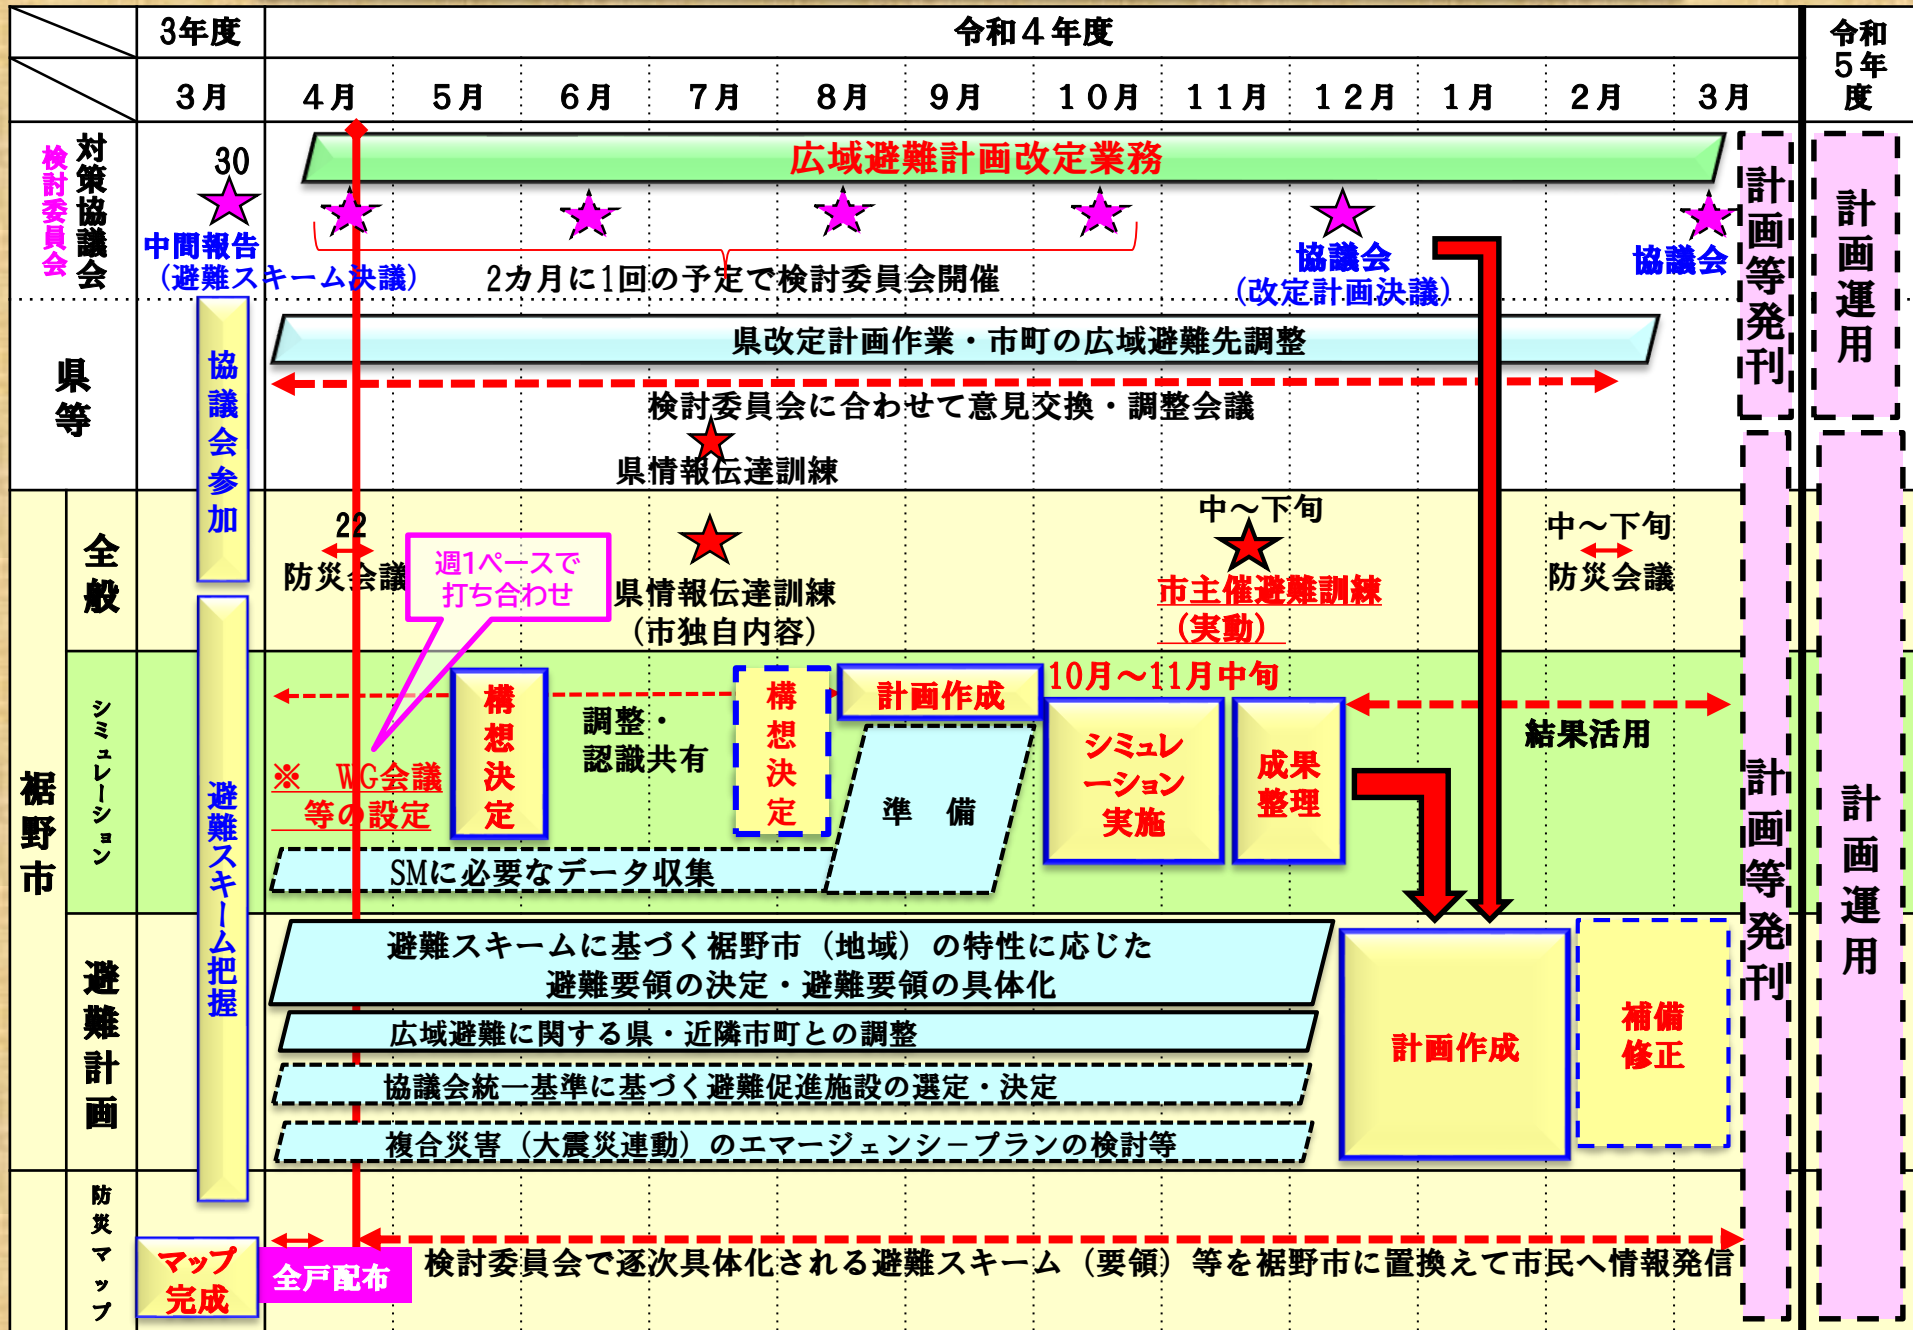 3年度
令和４年度
令和
5年
度
3月
4月
5月
6月
7月
8月
9月
10月
11月
12月
1月
2月
3月
対策協議会
検討委員会
30
中間報告
（避難スキーム決議）
広域避難計画改定業務
2カ月に1回の予定で検討委員会開催
協議会
（改定計画決議）
協議会
計画等発刊
計画運用
県等
協議会参加
県改定計画作業・市町の広域避難先調整
検討委員会に合わせて意見交換・調整会議
県情報伝達訓練
裾野市
全般
22
防災会議
週1ペースで
打ち合わせ
県情報伝達訓練
（市独自内容）
中～下旬
市主催避難訓練
（実動）
中～下旬
防災会議
計画等発刊
計画運用
シミュレーション
避難スキーム把握
※　WG会議
等の設定
構想決定
調整・
認識共有
構想決定
計画作成
準　備
10月～11月中旬
シミュレ
ーション
実施
成果
整理
結果活用
SMに必要なデータ収集
避難計画
避難スキームに基づく裾野市（地域）の特性に応じた
避難要領の決定・避難要領の具体化
広域避難に関する県・近隣市町との調整
協議会統一基準に基づく避難促進施設の選定・決定
複合災害（大震災連動）のエマージェンシ－プランの検討等
計画作成
補備
修正
防災マップ
マップ
完成
全戸配布
検討委員会で逐次具体化される避難スキーム（要領）等を裾野市に置換えて市民へ情報発信